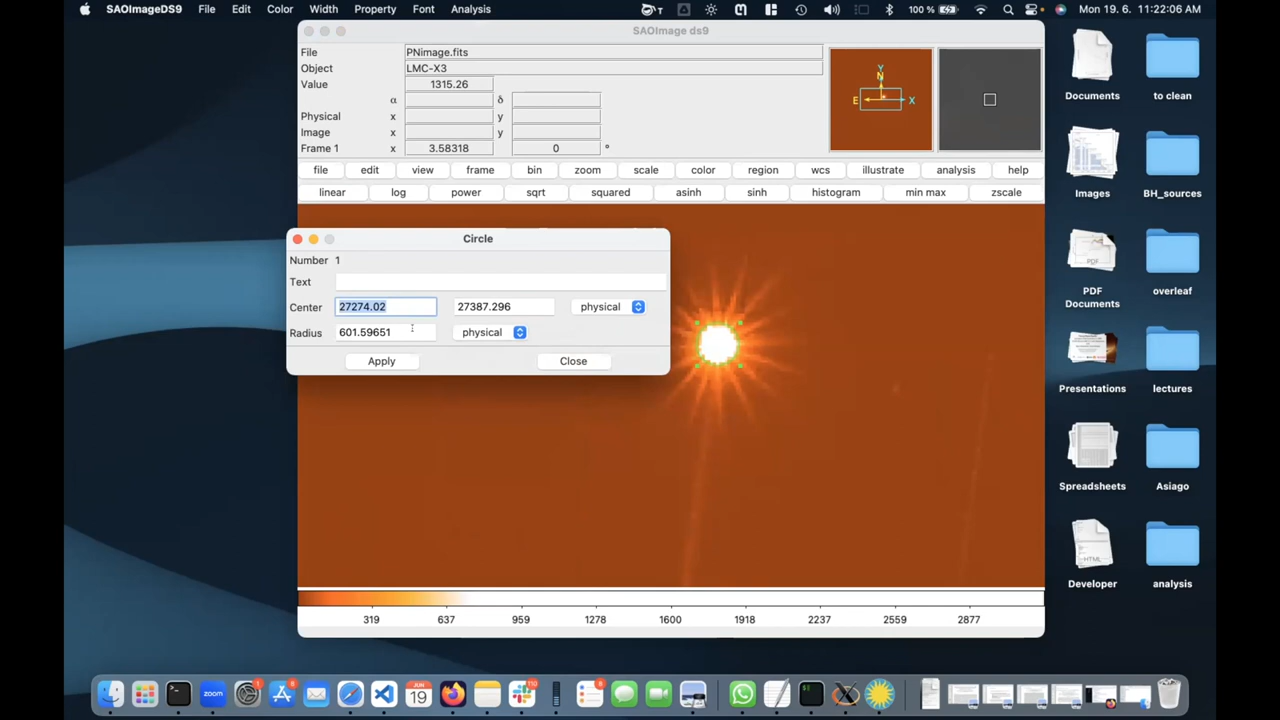 SAOImageDS9 File Edit Color Width Property Font Analysis T 100 % Mon 19. 6. 11:22:06 AM
SAOImage ds9
File PNimage.fits
Object LMC-X3
Value 1315.26
α δ
Physical x y
Image x y
Frame 1 x 3.58318 0 °
Y
N
E X
file edit view frame bin zoom scale color region wcs illustrate analysis help
linear log power sqrt squared asinh sinh histogram min max zscale
Circle
Number 1
Text
Center 27274.02 27387.296 physical
Radius 601.59651 physical
Apply Close
319 637 959 1278 1600 1918 2237 2559 2877
Documents to clean
Images BH_sources
PDF
PDF Documents overleaf
Presentations lectures
Spreadsheets Asiago
HTML
Developer analysis
zoom
JUN
19
110